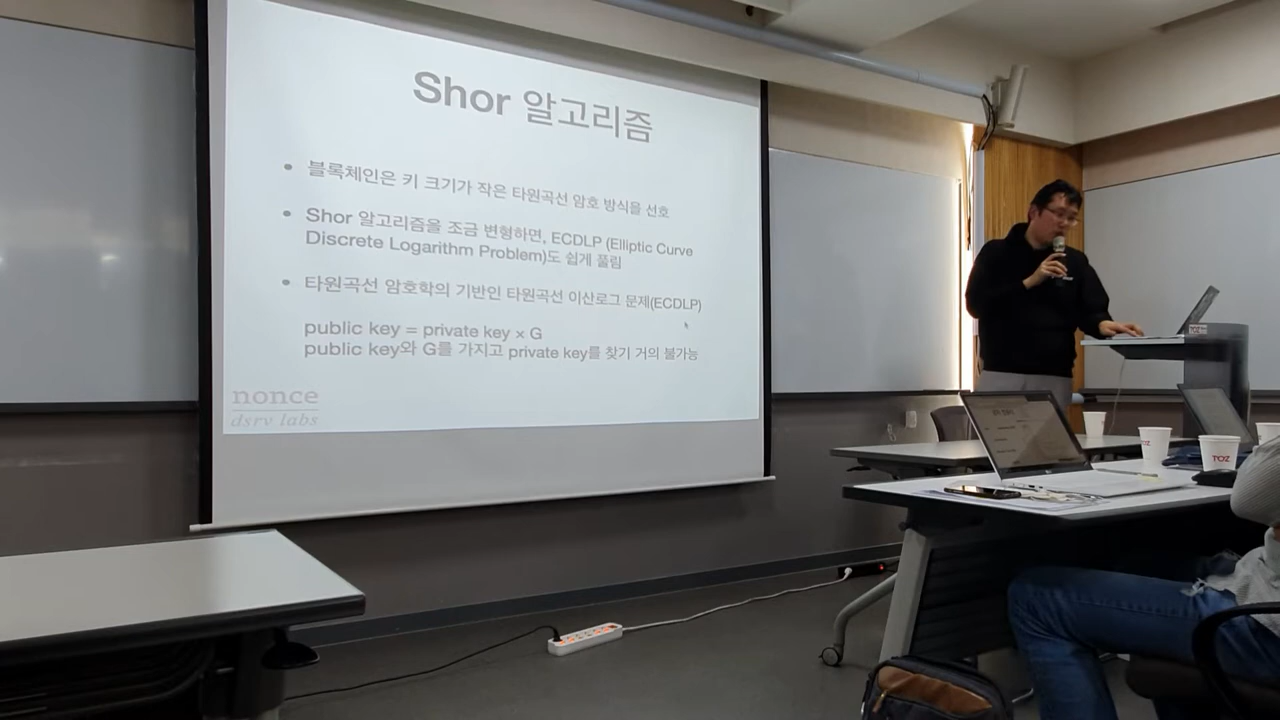 Shor 알고리즘
• 블록체인은 키 크기가 작은 타원곡선 암호 방식을 선호
• Shor 알고리즘을 조금 변형하면, ECDLP (Elliptic Curve
Discrete Logarithm Problem)도 쉽게 풀림
• 타원곡선 암호학의 기반인 타원곡선 이산로그 문제(ECDLP)
public key = private key × G
public key와 G를 가지고 private key를 찾기 거의 불가능
nonce
dsrv labs
TOZ